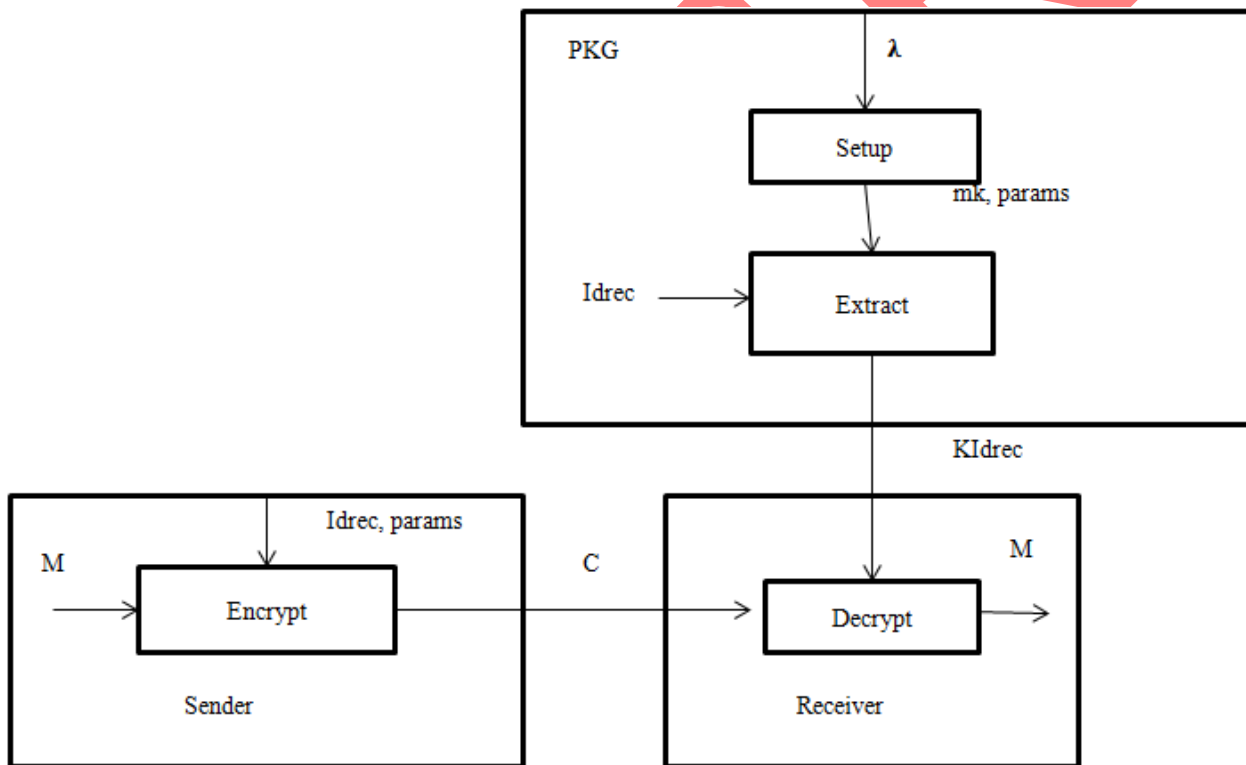 PKG
λ
Setup
mk, params
Idrec
Extract
KIdrec
Idrec, params
M
Encrypt
C
M
Decrypt
Sender
Receiver